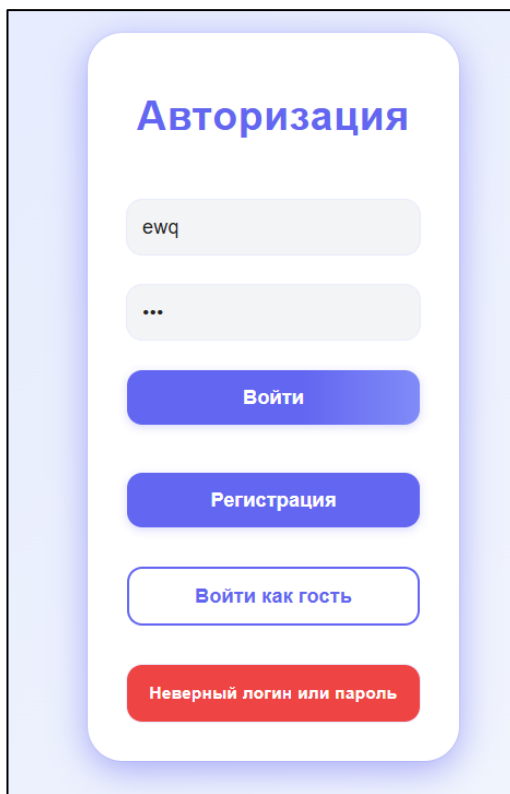 Авторизация
ewq
•••
Войти
Регистрация
Войти как гость
Неверный логин или пароль